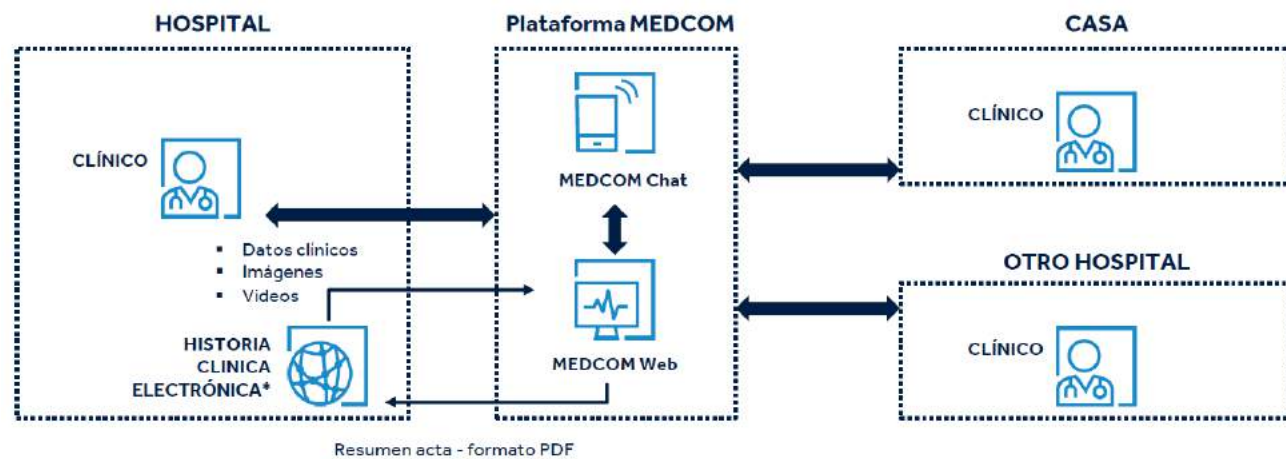 HOSPITAL
Plataforma MEDCOM
CASA
CLÍNICO
Datos clinicos
Imágenes
Videos
HISTORIA
CLINICA
ELECTRÓNICA*
MEDCOM Chat
MEDCOM Web
CLÍNICO
OTRO HOSPITAL
CLÍNICO
Resumen acta - formato PDF